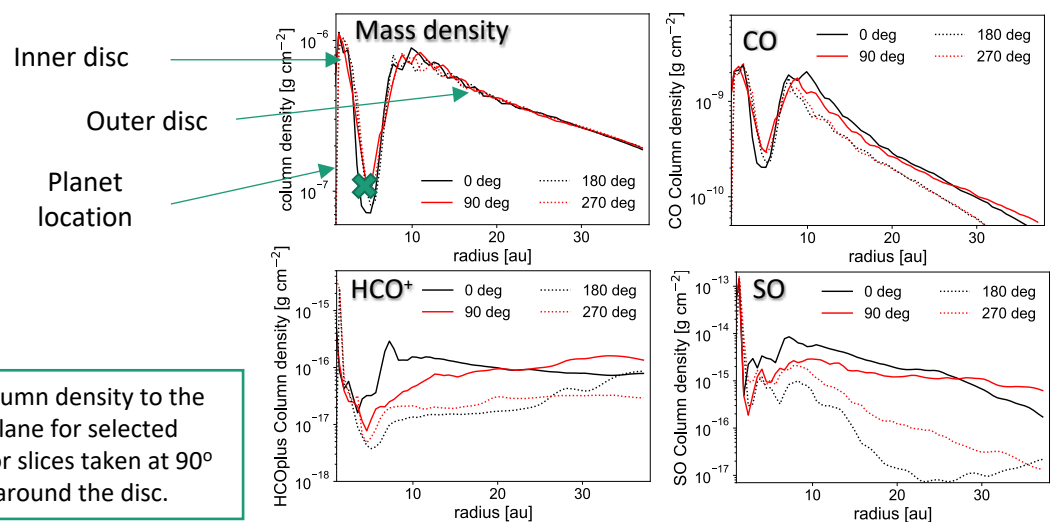 Inner disc
Outer disc
Planet
location
Mass density
column density [g cm−2]
10−6
10−7
0 deg
90 deg
180 deg
270 deg
10
20
30
radius [au]
CO
CO Column density [g cm−2]
10−9
10−10
0 deg
90 deg
180 deg
270 deg
10
20
30
radius [au]
HCO+
HCOplus Column density [g cm−2]
10−15
10−16
10−17
10−18
0 deg
90 deg
180 deg
270 deg
10
20
30
radius [au]
SO
SO Column density [g cm−2]
10−13
10−14
10−15
10−16
10−17
0 deg
90 deg
180 deg
270 deg
10
20
30
radius [au]
umn density to the
lane for selected
or slices taken at 90º
around the disc.